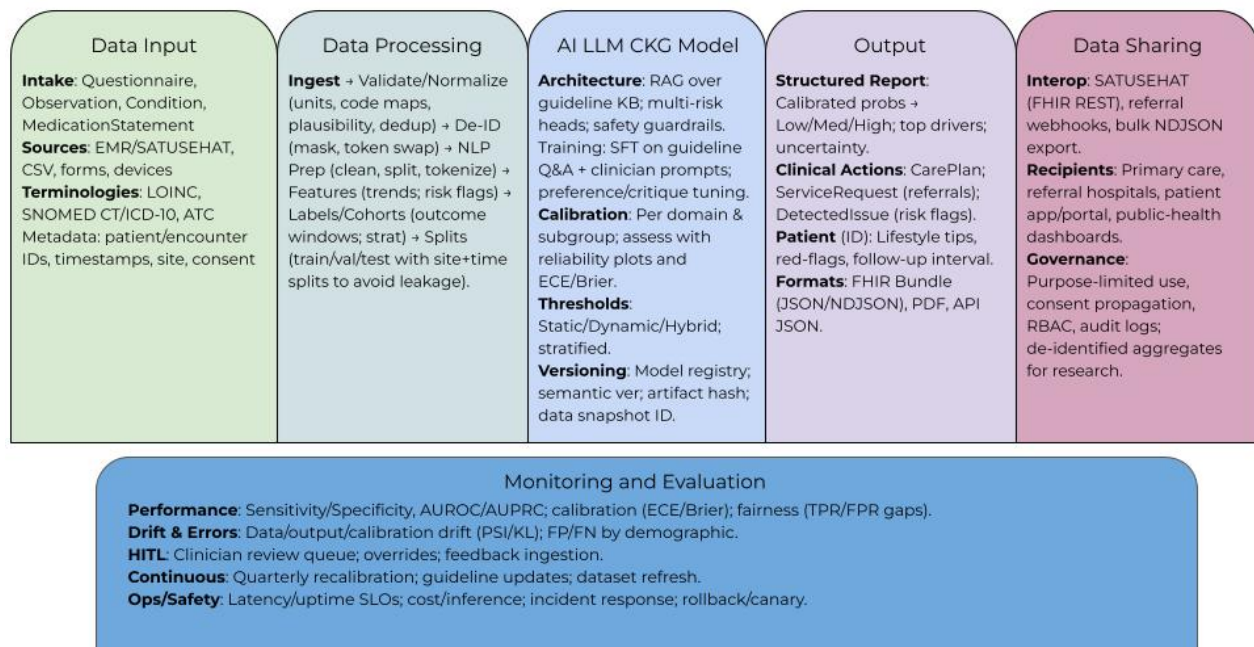 Data Input
Intake: Questionnaire,
Observation, Condition,
MedicationStatement
Sources: EMR/SATUSEHAT,
CSV, forms, devices
Terminologies: LOINC,
SNOMED CT/ICD-10, ATC
Metadata: patient/encounter
IDs, timestamps, site, consent
Data Processing
Ingest → Validate/Normalize
(units, code maps,
plausibility, dedup) → De-ID
(mask, token swap) → NLP
Prep (clean, split, tokenize) →
Features (trends; risk flags) →
Labels/Cohorts (outcome
windows; strat) → Splits
(train/val/test with site+time
splits to avoid leakage).
AI LLM CKG Model
Architecture: RAG over
guideline KB; multi-risk
heads; safety guardrails.
Training: SFT on guideline
Q&A + clinician prompts;
preference/critique tuning.
Calibration: Per domain &
subgroup; assess with
reliability plots and
ECE/Brier.
Thresholds:
Static/Dynamic/Hybrid;
stratified.
Versioning: Model registry;
semantic ver; artifact hash;
data snapshot ID.
Output
Structured Report:
Calibrated probs →
Low/Med/High; top drivers;
uncertainty.
Clinical Actions: CarePlan;
ServiceRequest (referrals);
DetectedIssue (risk flags).
Patient (ID): Lifestyle tips,
red-flags, follow-up interval.
Formats: FHIR Bundle
(JSON/NDJSON), PDF, API
JSON.
Data Sharing
Interop: SATUSEHAT
(FHIR REST), referral
webhooks, bulk NDJSON
export.
Recipients: Primary care,
referral hospitals, patient
app/portal, public-health
dashboards.
Governance:
Purpose-limited use,
consent propagation,
RBAC, audit logs;
de-identified aggregates
for research.
Monitoring and Evaluation
Performance: Sensitivity/Specificity, AUROC/AUPRC; calibration (ECE/Brier); fairness (TPR/FPR gaps).
Drift & Errors: Data/output/calibration drift (PSI/KL); FP/FN by demographic.
HITL: Clinician review queue; overrides; feedback ingestion.
Continuous: Quarterly recalibration; guideline updates; dataset refresh.
Ops/Safety: Latency/uptime SLOs; cost/inference; incident response; rollback/canary.